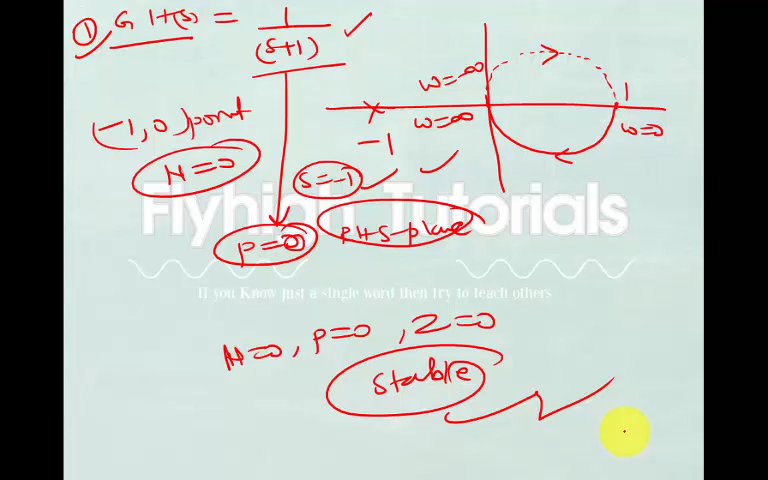 ① G H(s) = 1/(s+1) ✓
ω=-∞
1
(-1,0) point
ω=∞
ω=0
-1
N=0
s=-1
Flyhigh Tutorials
P=0
RH S-plane
If you Know just a single word then try to teach others
N=0, P=0, Z=0
Stable